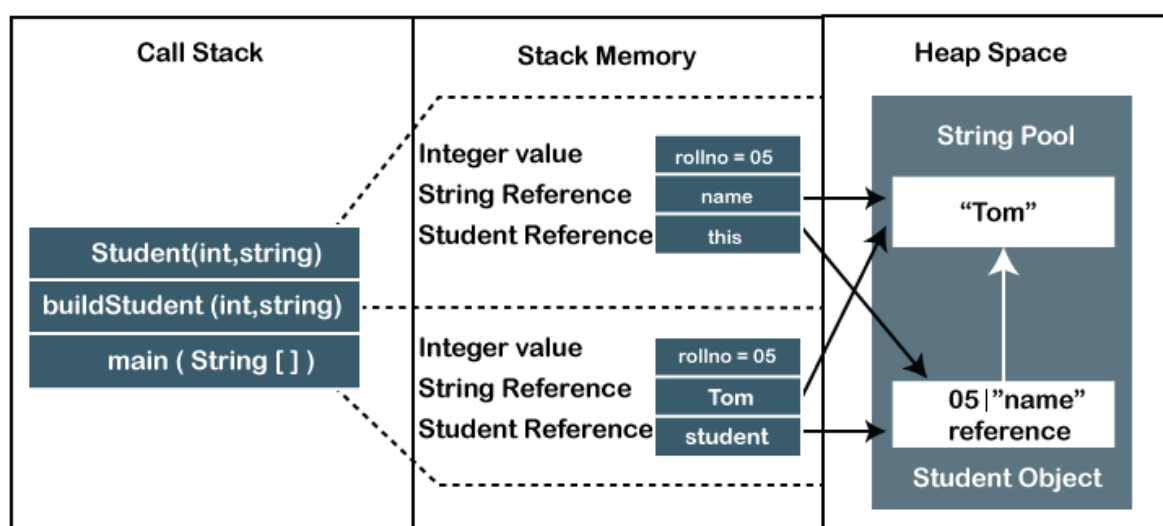 Call Stack
Student(int,string)
buildStudent (int,string)
main ( String [ ] )
Stack Memory
Integer value
rollno = 05
String Reference
name
Student Reference
this
Integer value
rollno = 05
String Reference
Tom
Student Reference
student
Heap Space
String Pool
“Tom”
05|”name”
reference
Student Object